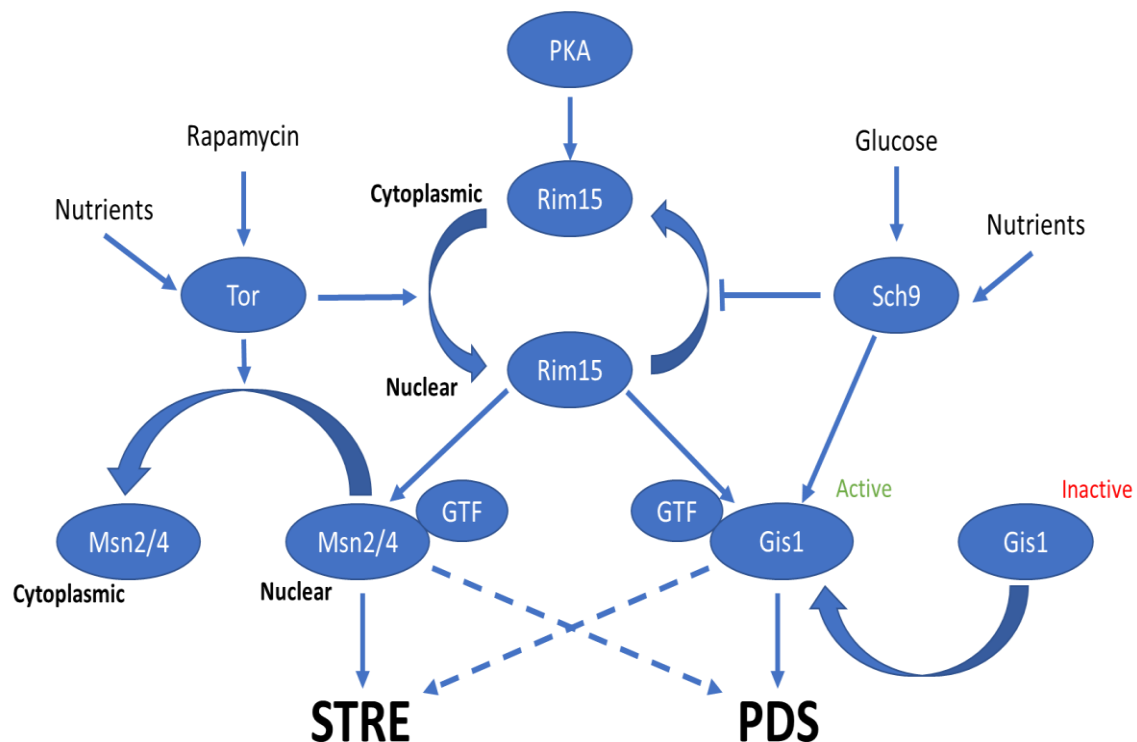 PKA
Rapamycin
Glucose
Cytoplasmic
Rim15
Nutrients
Nutrients
Tor
Sch9
Nuclear
Rim15
Active
Inactive
GTF
GTF
Msn2/4
Msn2/4
Gis1
Gis1
Cytoplasmic
Nuclear
STRE
PDS